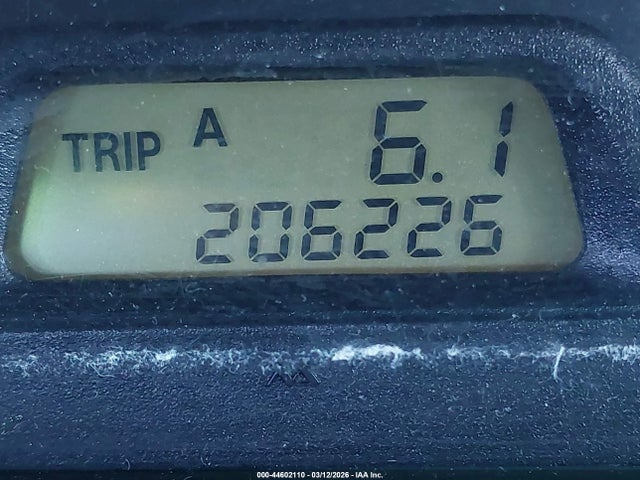 TRIP A 6.1
206226
000-44602110 - 03/12/2026 - IAA Inc.